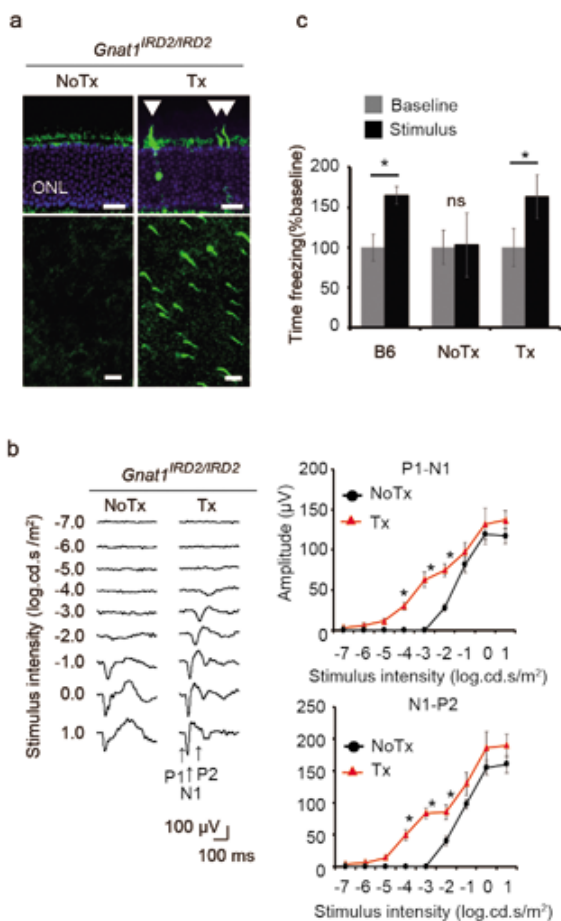 a
Gnat1IRD2/IRD2
NoTx Tx
ONL
c
Baseline
Stimulus
Time freezing(%baseline)
200
150
100
50
0
*
ns
*
B6 NoTx Tx
b
Gnat1IRD2/IRD2
NoTx Tx
Stimulus intensity (log.cd.s /m²)
-7.0
-6.0
-5.0
-4.0
-3.0
-2.0
-1.0
0.0
1.0
P1
N1
P2
100 µV
100 ms
P1-N1
NoTx
Tx
Amplitude (µV)
200
150
100
50
0
* * *
-7 -6 -5 -4 -3 -2 -1 0 1
Stimulus intensity (log.cd.s/m²)
N1-P2
NoTx
Tx
200
150
100
50
0
* * *
-7 -6 -5 -4 -3 -2 -1 0 1
Stimulus intensity (log.cd.s/m²)